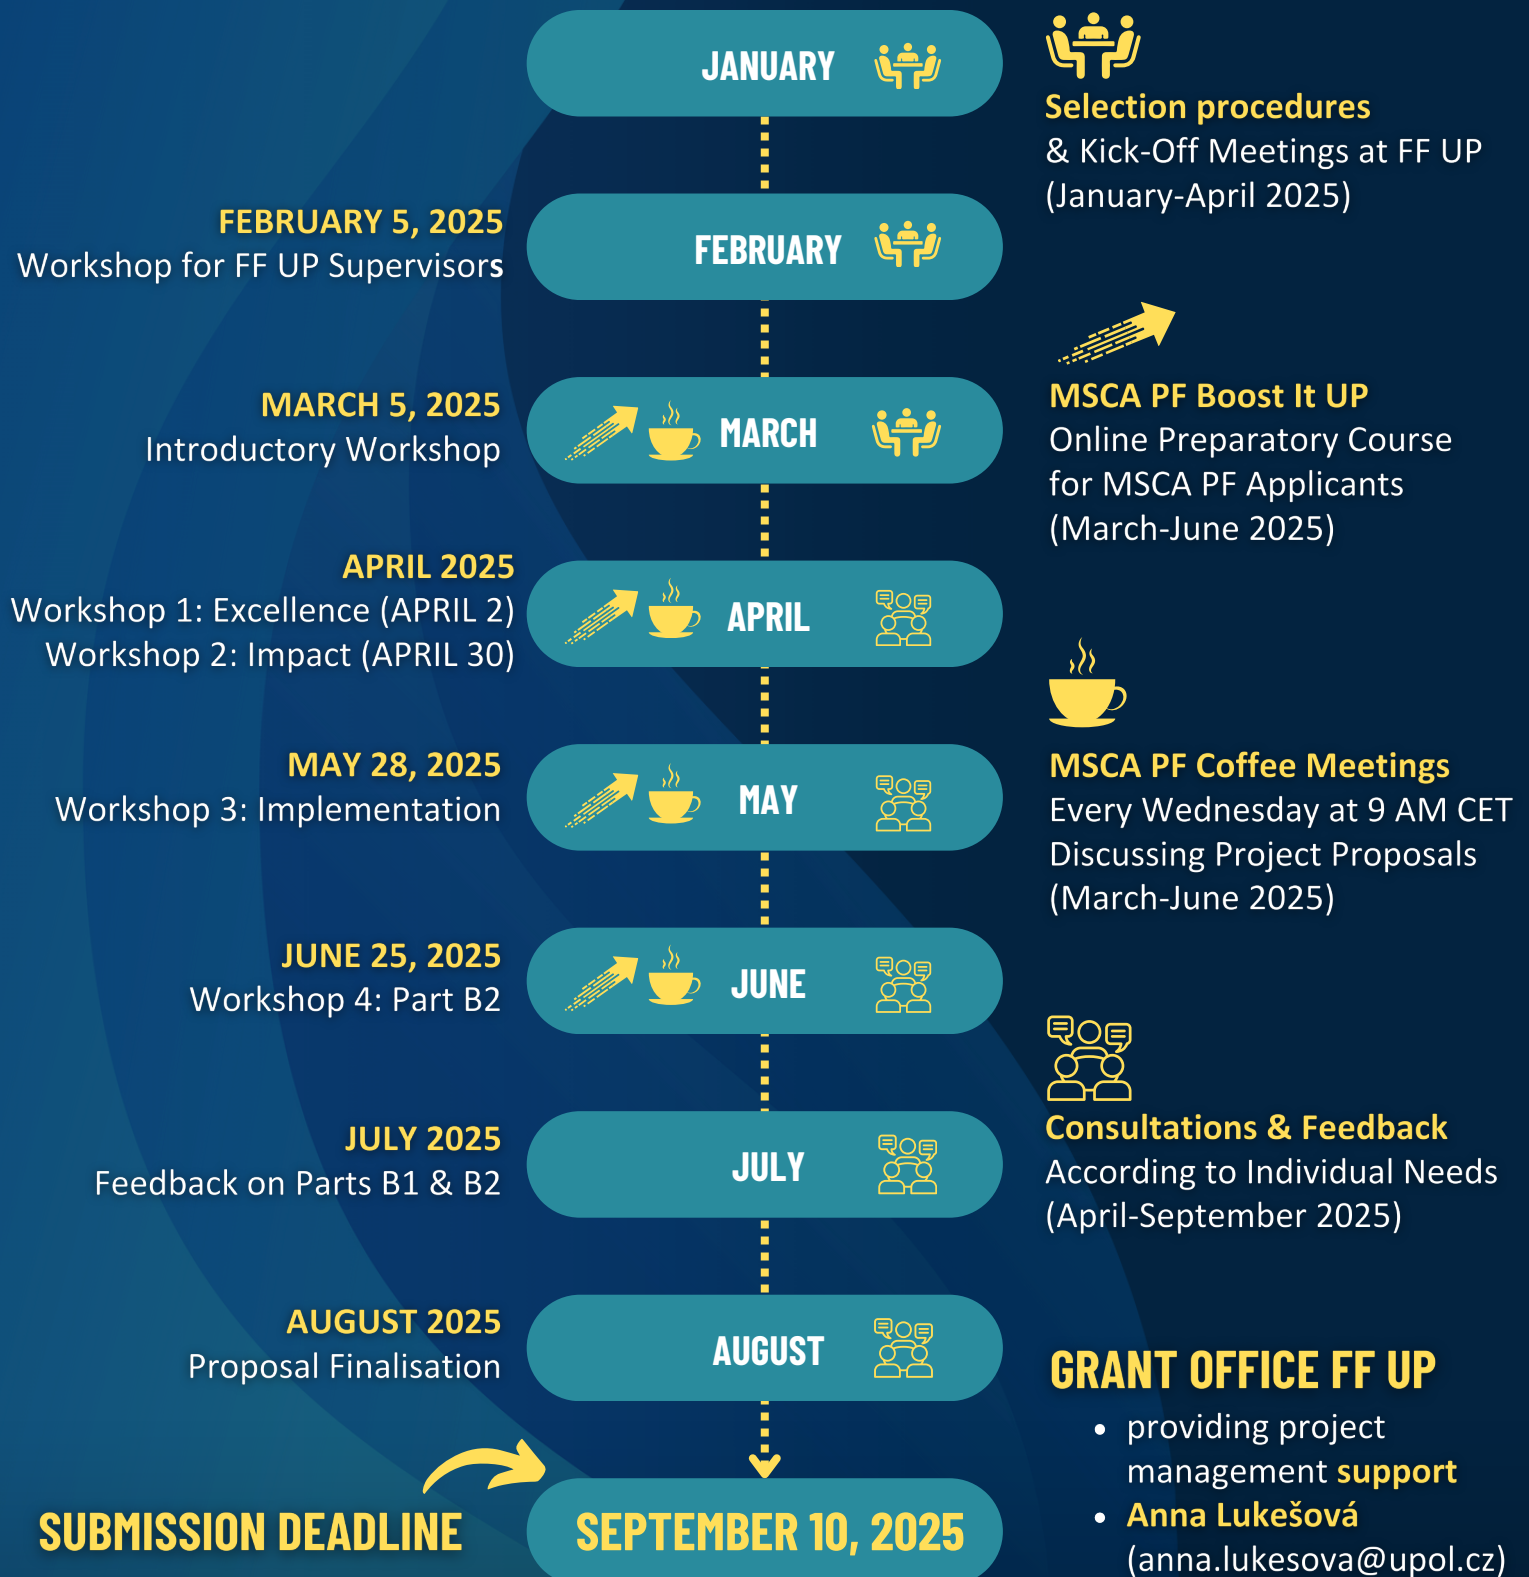 JANUARY
Selection procedures
& Kick-Off Meetings at FF UP
(January-April 2025)
FEBRUARY 5, 2025
Workshop for FF UP Supervisors
FEBRUARY
MARCH 5, 2025
Introductory Workshop
MARCH
MSCA PF Boost It UP
Online Preparatory Course
for MSCA PF Applicants
(March-June 2025)
APRIL 2025
Workshop 1: Excellence (APRIL 2)
Workshop 2: Impact (APRIL 30)
APRIL
MAY 28, 2025
Workshop 3: Implementation
MAY
MSCA PF Coffee Meetings
Every Wednesday at 9 AM CET
Discussing Project Proposals
(March-June 2025)
JUNE 25, 2025
Workshop 4: Part B2
JUNE
JULY 2025
Feedback on Parts B1 & B2
JULY
Consultations & Feedback
According to Individual Needs
(April-September 2025)
AUGUST 2025
Proposal Finalisation
AUGUST
SUBMISSION DEADLINE
SEPTEMBER 10, 2025
GRANT OFFICE FF UP
• providing project
management support
• Anna Lukešová
(anna.lukesova@upol.cz)